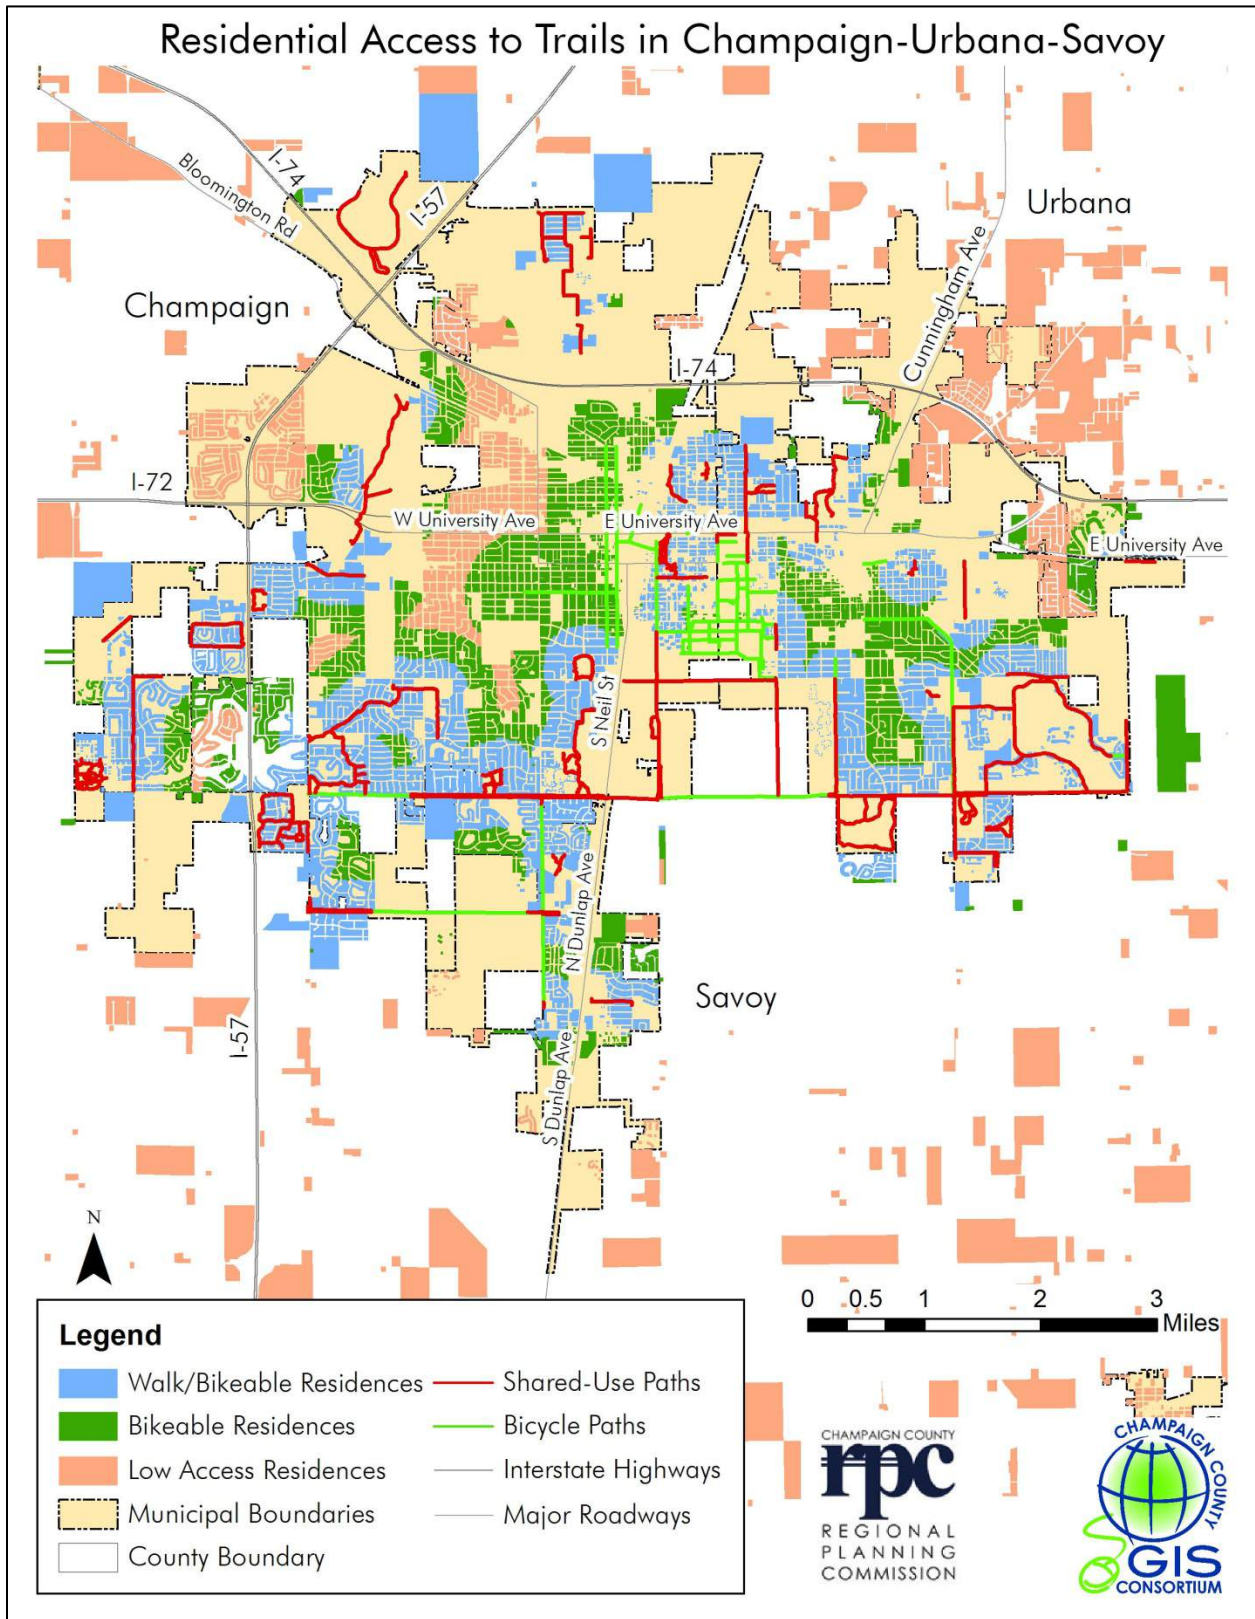 Residential Access to Trails in Champaign-Urbana-Savoy
I-74
Bloomington Rd
I-57
Urbana
Champaign
Cunningham Ave
I-74
I-72
W University Ave
E University Ave
E University Ave
S Neil St
N Dunlap Ave
Savoy
I-57
S Dunlap Ave
N
0 0.5 1 2 3
Miles
Legend
Walk/Bikeable Residences
Shared-Use Paths
Bikeable Residences
Bicycle Paths
Low Access Residences
Interstate Highways
Municipal Boundaries
Major Roadways
County Boundary
CHAMPAIGN COUNTY
rpc
REGIONAL
PLANNING
COMMISSION
CHAMPAIGN COUNTY
GIS
CONSORTIUM